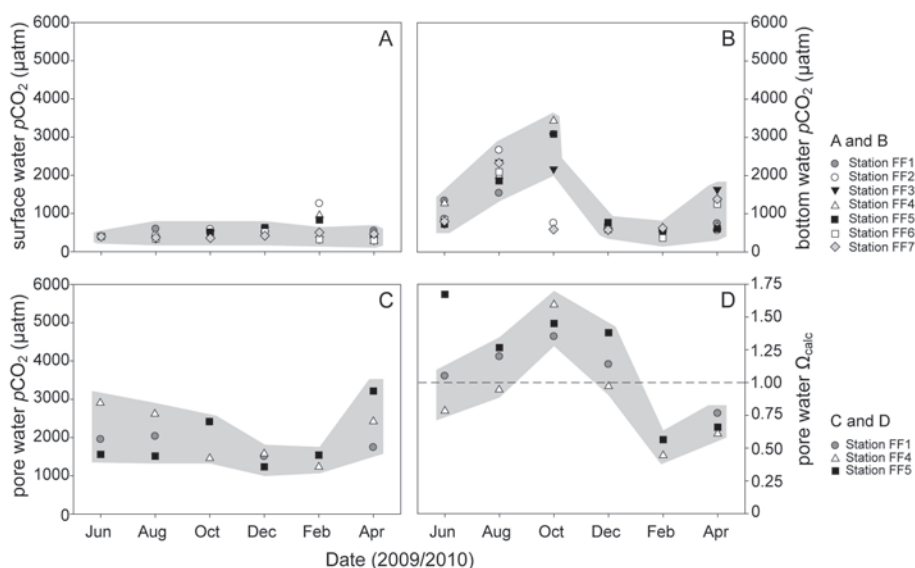 A
surface water pCO₂ (µatm)
6000
5000
4000
3000
2000
1000
0
B
bottom water pCO₂ (µatm)
6000
5000
4000
3000
2000
1000
0
A and B
Station FF1
Station FF2
Station FF3
Station FF4
Station FF5
Station FF6
Station FF7
C
pore water pCO₂ (µatm)
6000
5000
4000
3000
2000
1000
0
Jun Aug Oct Dec Feb Apr
D
pore water Ωcalc
1.75
1.50
1.25
1.00
0.75
0.50
0.25
0.00
Jun Aug Oct Dec Feb Apr
C and D
Station FF1
Station FF4
Station FF5
Date (2009/2010)